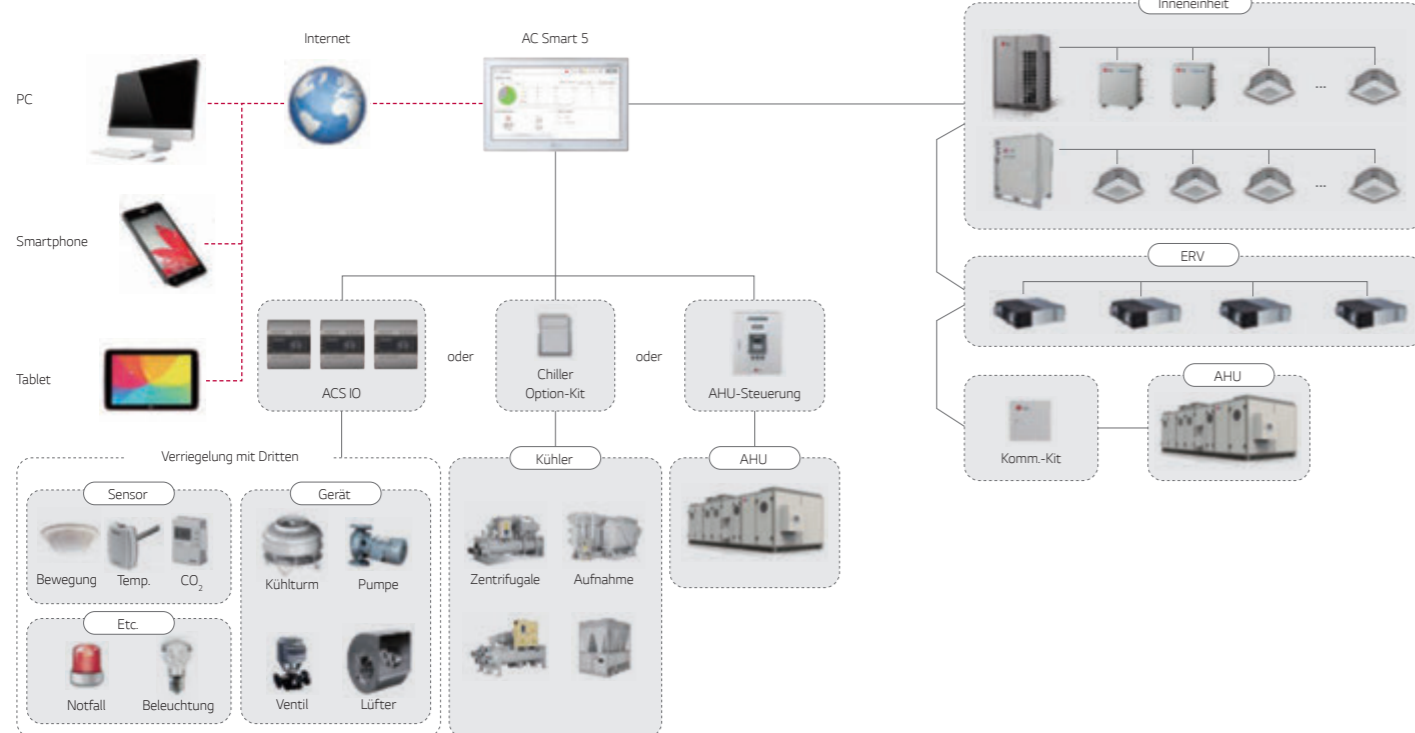 Inneneinheit
Internet
AC Smart 5
PC
Smartphone
ERV
Tablet
ACS IO
oder
Chiller
Option-Kit
oder
AHU-Steuerung
AHU
Komm.-Kit
Verriegelung mit Dritten
Kühler
AHU
Sensor
Gerät
Bewegung
Temp.
CO₂
Kühlturm
Pumpe
Zentrifugale
Aufnahme
Etc.
Notfall
Beleuchtung
Ventil
Lüfter